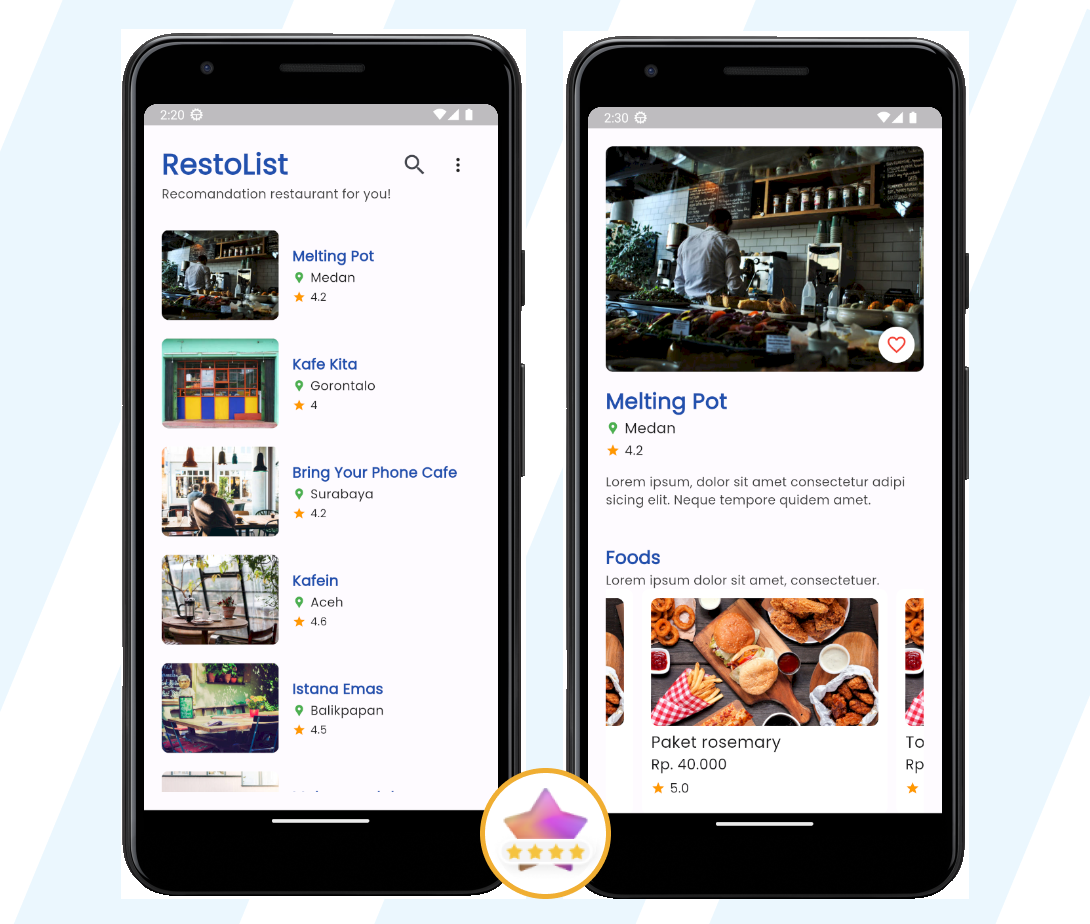 2:20
RestoList
Recomandation restaurant for you!
Melting Pot
Medan
4.2
Kafe Kita
Gorontalo
4
Bring Your Phone Cafe
Surabaya
4.2
Kafein
Aceh
4.6
Istana Emas
Balikpapan
4.5
2:30
Melting Pot
Medan
4.2
Lorem ipsum, dolor sit amet consectetur adipi
sicing elit. Neque tempore quidem amet.
Foods
Lorem ipsum dolor sit amet, consectetuer.
Paket rosemary
Rp. 40.000
5.0
To
Rp